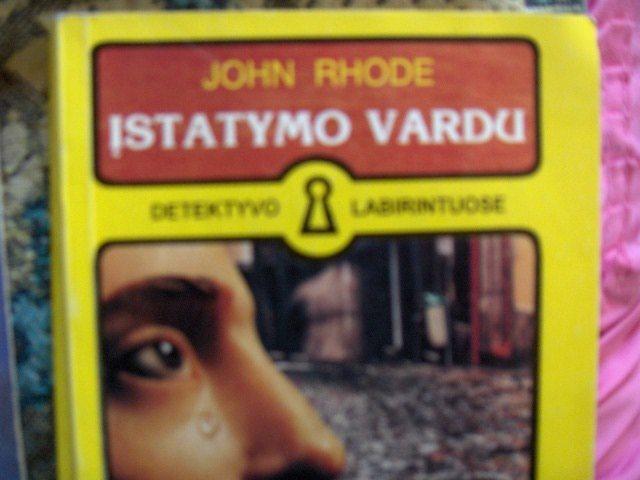 JOHN RHODE
ĮSTATYMO VARDU
DETEKTYVO LABIRINTUOSE